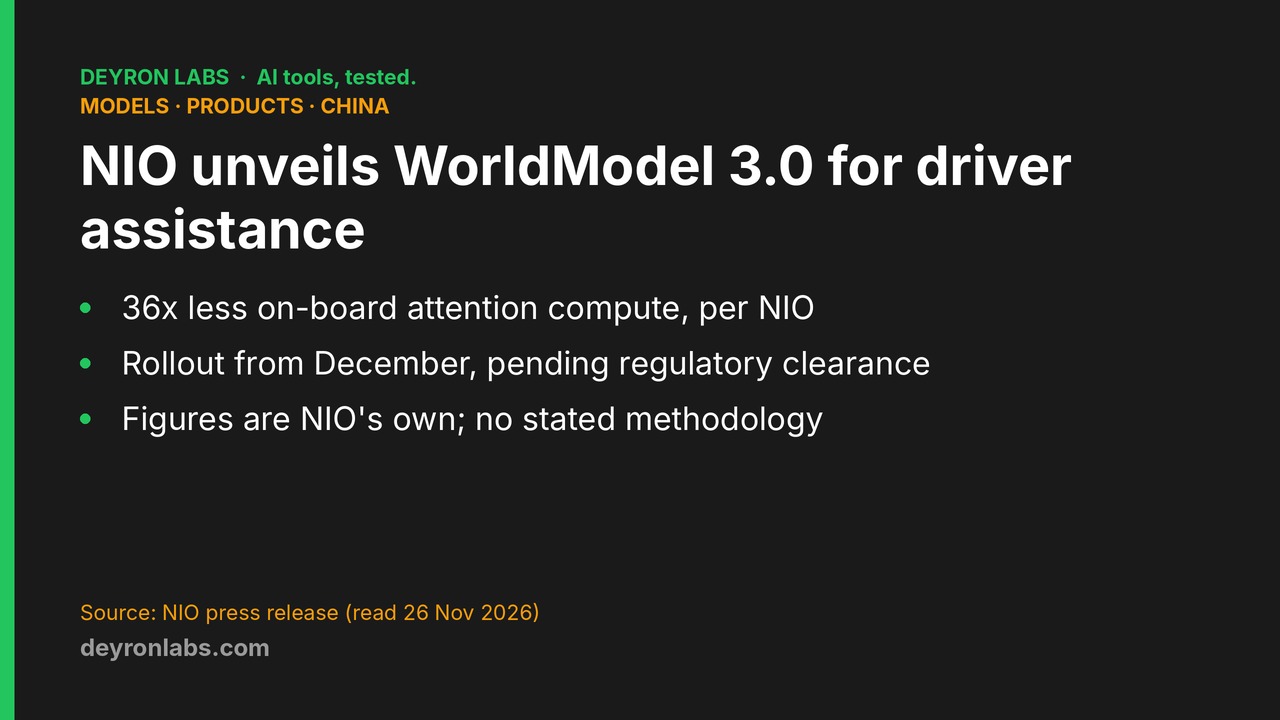 DEYRON LABS · AI tools, tested.
MODELS · PRODUCTS · CHINA
NIO unveils WorldModel 3.0 for driver
assistance
• 36x less on-board attention compute, per NIO
• Rollout from December, pending regulatory clearance
• Figures are NIO's own; no stated methodology
Source: NIO press release (read 26 Nov 2026)
deyronlabs.com